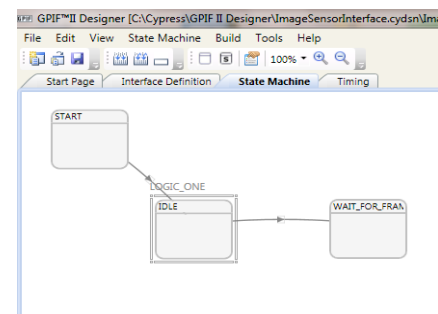 GPIF™II Designer [C:\Cypress\GPIF II Designer\ImageSensorInterface.cydsn\Ima
File Edit View State Machine Build Tools Help
100%
Start Page Interface Definition State Machine Timing
START
LOGIC_ONE
IDLE
WAIT_FOR_FRAM